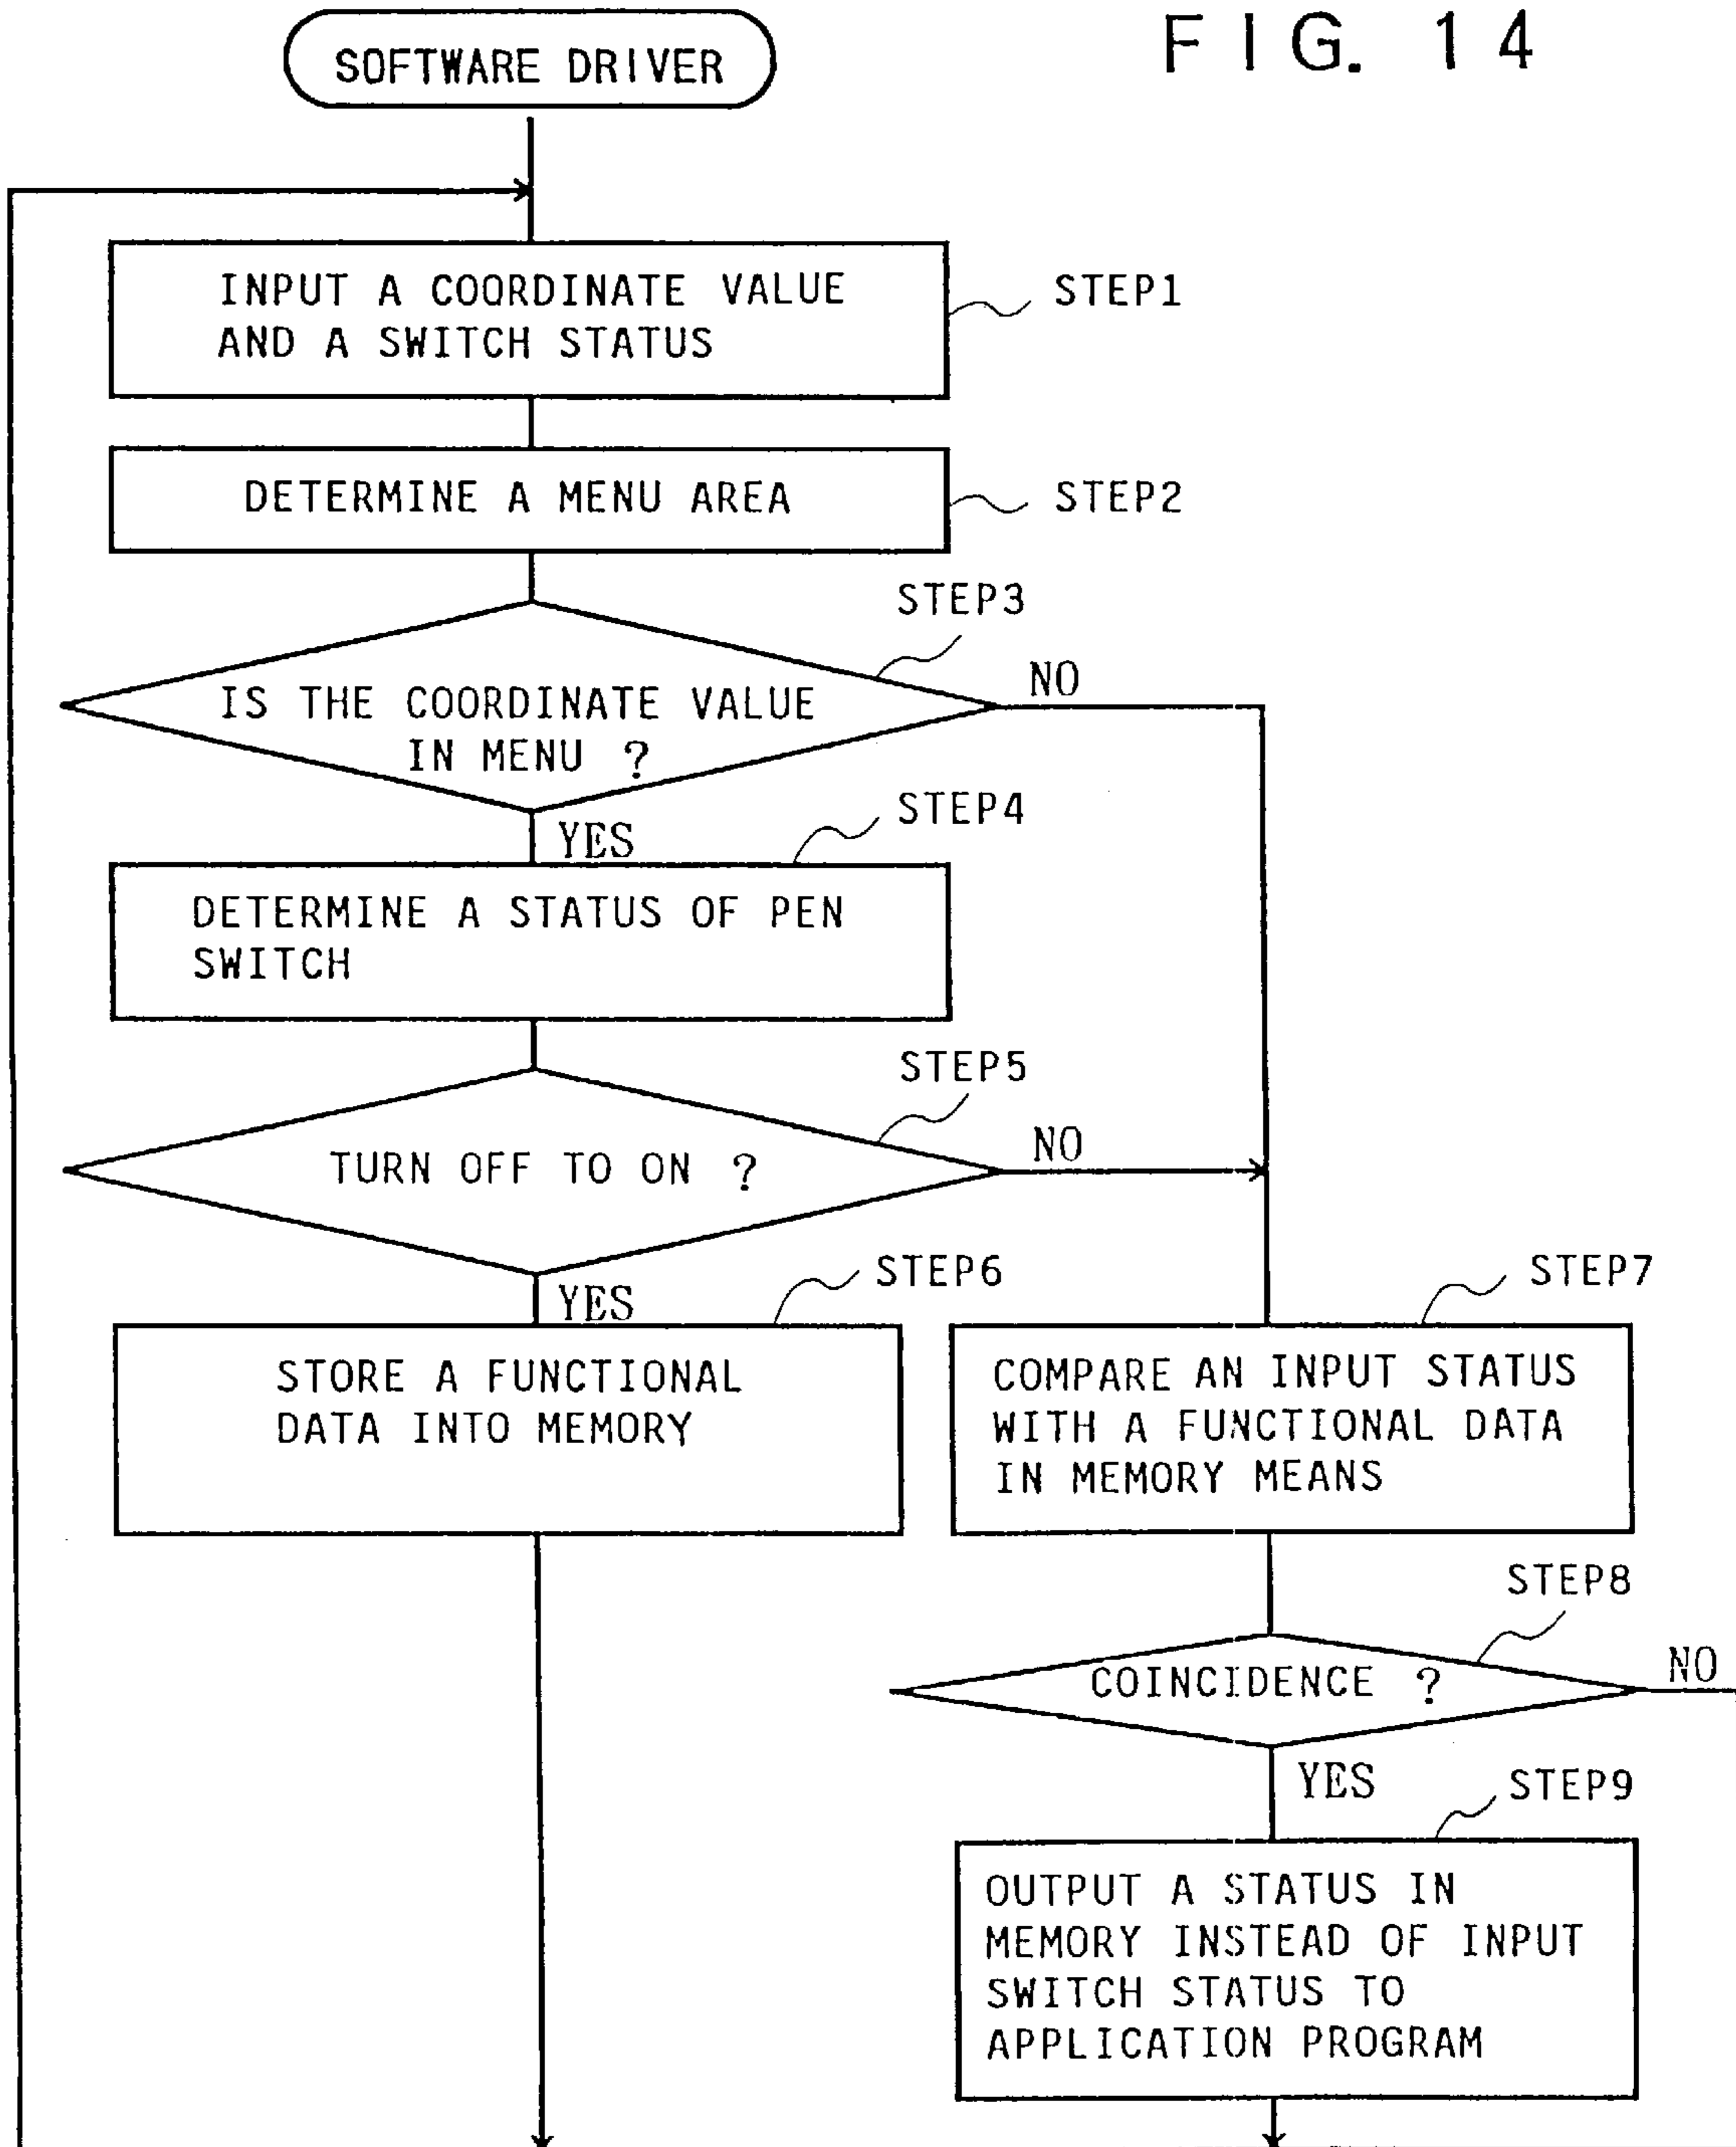 FIG. 14
SOFTWARE DRIVER
INPUT A COORDINATE VALUE
AND A SWITCH STATUS
STEP1
DETERMINE A MENU AREA
STEP2
STEP3
IS THE COORDINATE VALUE
IN MENU ?
NO
YES
STEP4
DETERMINE A STATUS OF PEN
SWITCH
STEP5
TURN OFF TO ON ?
NO
YES
STEP6
STORE A FUNCTIONAL
DATA INTO MEMORY
STEP7
COMPARE AN INPUT STATUS
WITH A FUNCTIONAL DATA
IN MEMORY MEANS
STEP8
COINCIDENCE ?
NO
YES
STEP9
OUTPUT A STATUS IN
MEMORY INSTEAD OF INPUT
SWITCH STATUS TO
APPLICATION PROGRAM